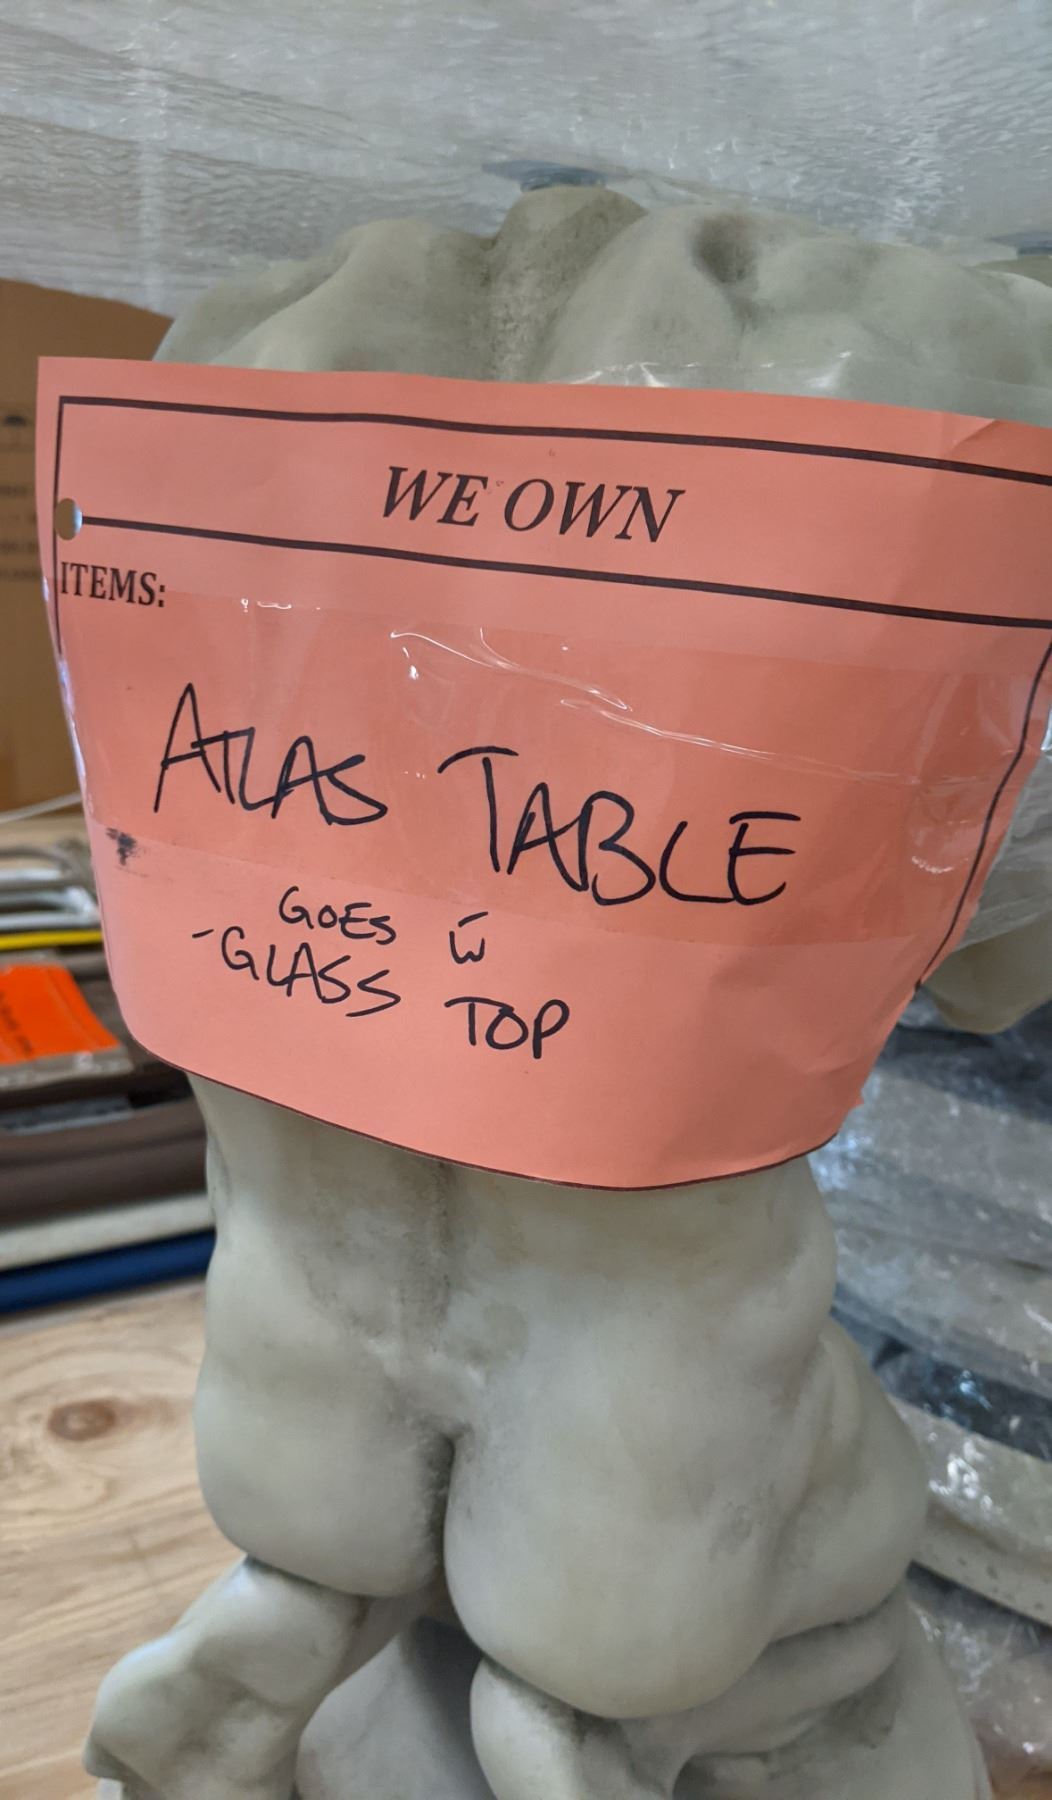 WE OWN
ITEMS:
ATLAS TABLE
GOES w̄
-GLASS TOP